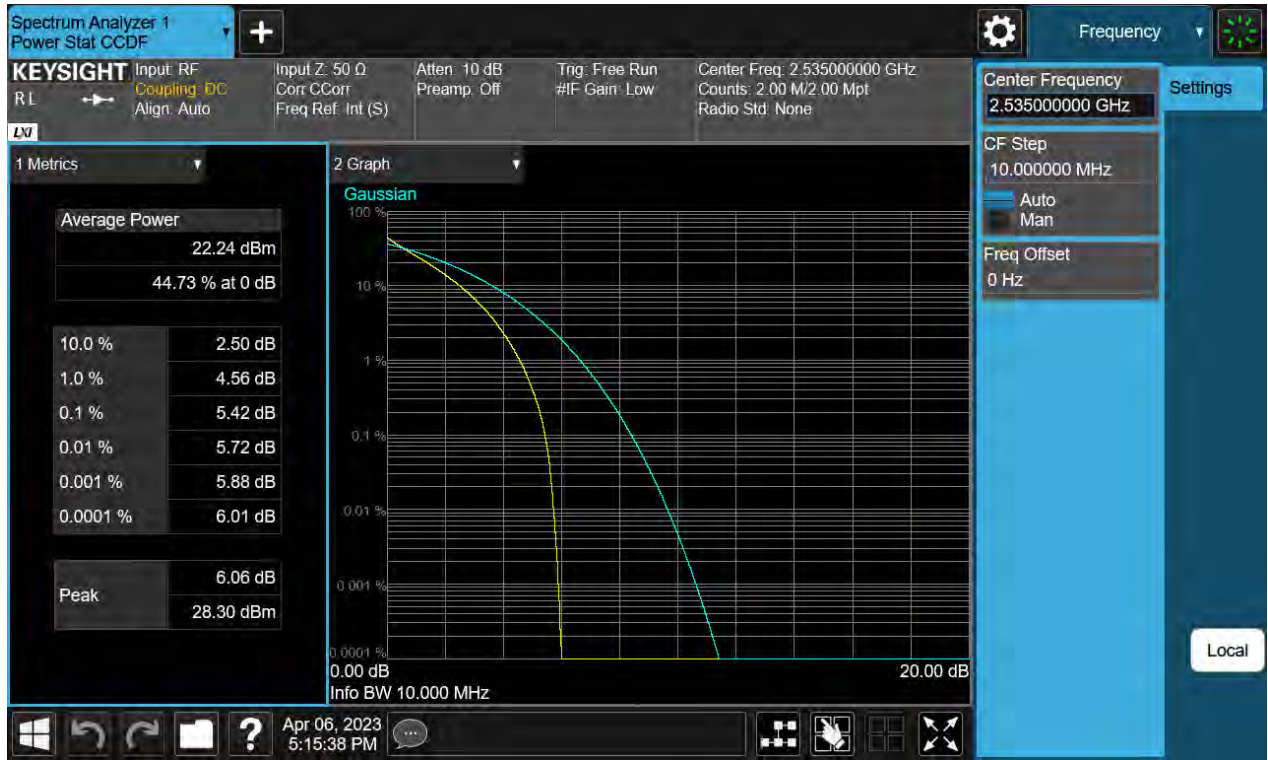 Spectrum Analyzer 1
Power Stat CCDF
+
Frequency
KEYSIGHT
RL
LXI
Input: RF
Coupling: DC
Align: Auto
Input Z: 50 Ω
Corr CCorr
Freq Ref: Int (S)
Atten: 10 dB
Preamp: Off
Trig: Free Run
#IF Gain: Low
Center Freq: 2.535000000 GHz
Counts: 2.00 M/2.00 Mpt
Radio Std: None
Center Frequency
2.535000000 GHz
Settings
CF Step
10.000000 MHz
Auto
Man
Freq Offset
0 Hz
1 Metrics
Average Power
22.24 dBm
44.73 % at 0 dB
10.0 % 2.50 dB
1.0 % 4.56 dB
0.1 % 5.42 dB
0.01 % 5.72 dB
0.001 % 5.88 dB
0.0001 % 6.01 dB
Peak
6.06 dB
28.30 dBm
2 Graph
Gaussian
100 %
10 %
1 %
0.1 %
0.01 %
0.001 %
0.0001 %
0.00 dB 20.00 dB
Info BW 10.000 MHz
Local
?
Apr 06, 2023
5:15:38 PM